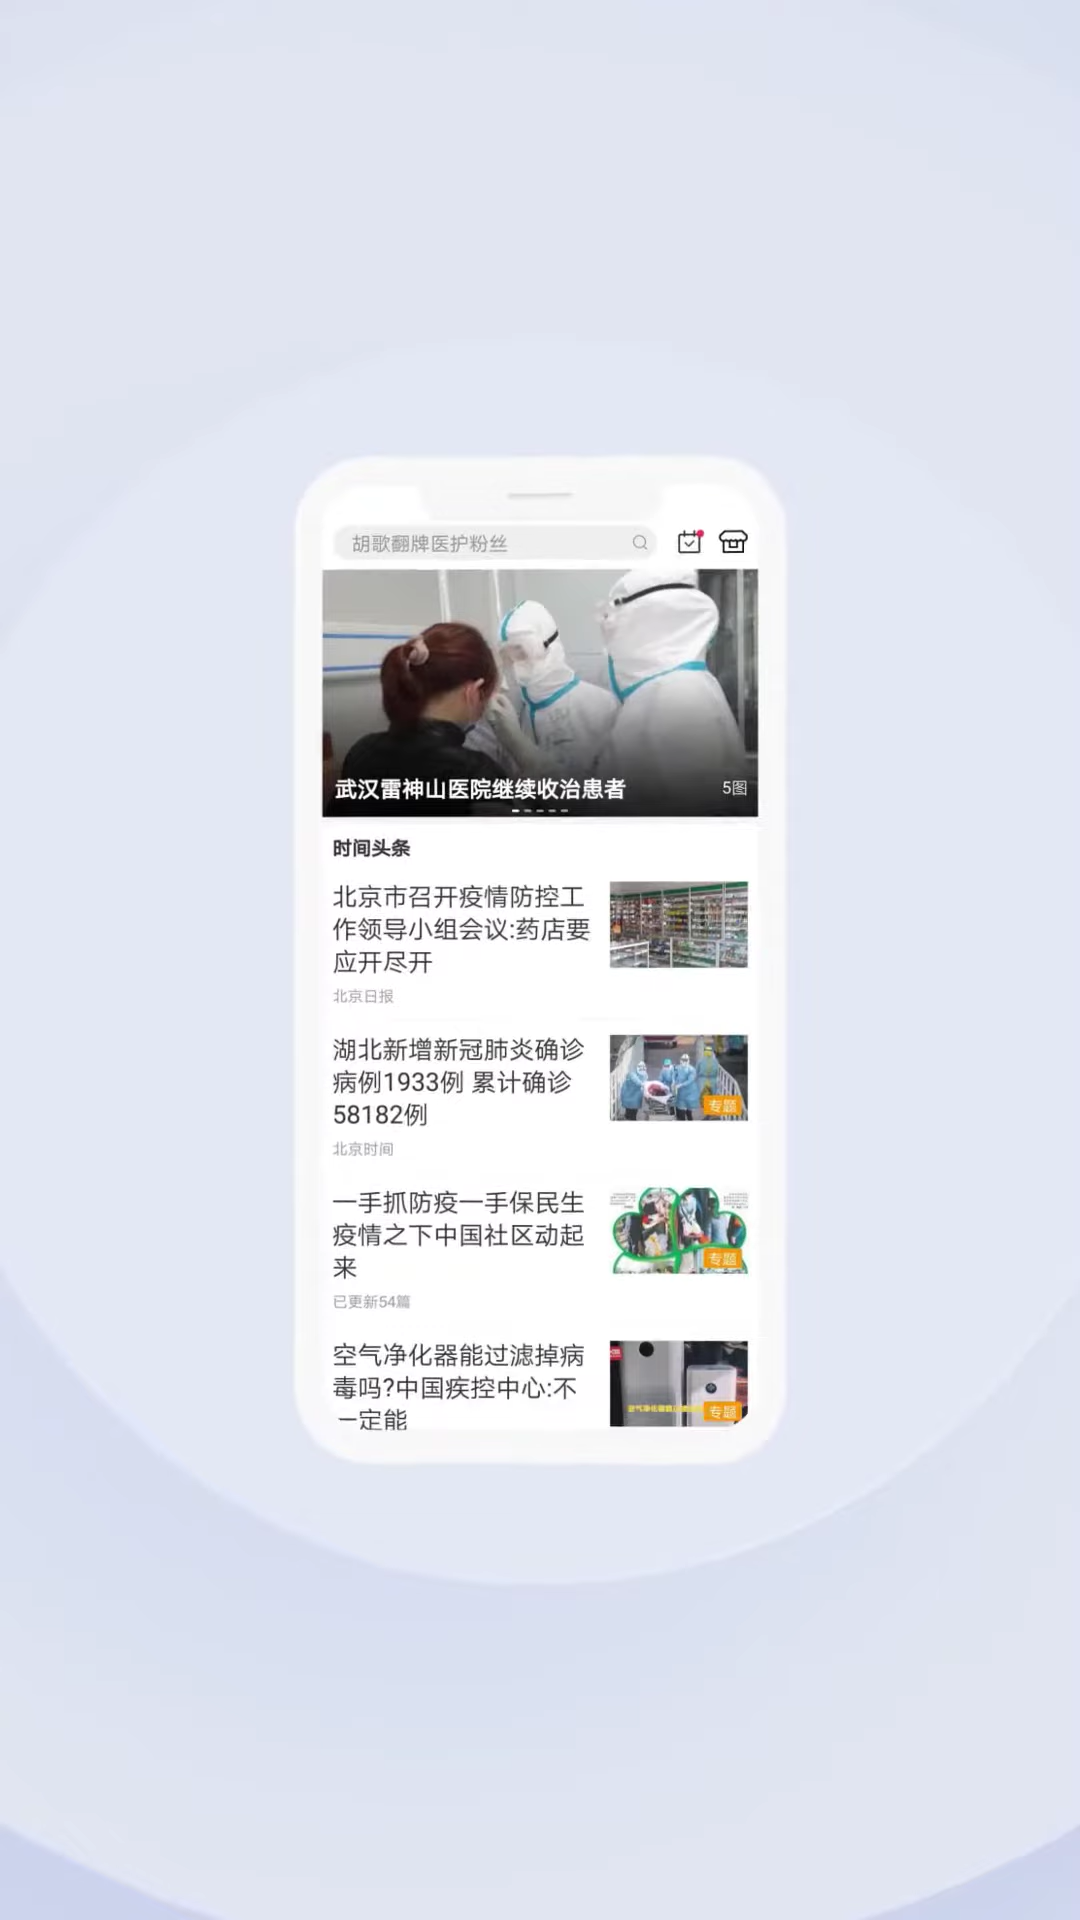 胡歌翻牌医护粉丝
武汉雷神山医院继续收治患者
5图
时间头条
北京市召开疫情防控工
作领导小组会议:药店要
应开尽开
北京日报
湖北新增新冠肺炎确诊
病例1933例 累计确诊
58182例
专题
北京时间
一手抓防疫一手保民生
疫情之下中国社区动起
来
专题
已更新54篇
空气净化器能过滤掉病
毒吗?中国疾控中心:不
一定能
专题